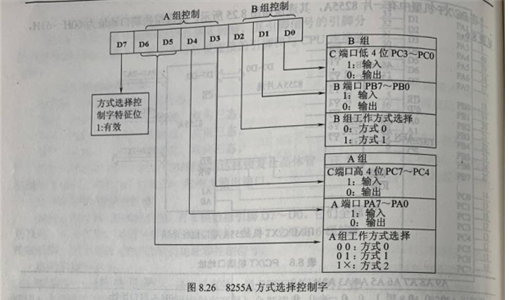 A组控制
B组控制
D7 D6 D5 D4 D3 D2 D1 D0
方式选择控
制字特征位
1:有效
B 组
C 端口低 4 位 PC3～PC0
1: 输入
0: 输出
B 端口 PB7～PB0
1: 输入
0: 输出
B 组工作方式选择
0: 方式 0
1: 方式 1
A 组
C端口高 4 位 PC7～PC4
1: 输入
0: 输出
A 端口 PA7～PA0
1: 输入
0: 输出
A组工作方式选择
0 0: 方式 0
0 1: 方式 1
1×: 方式 2
图 8.26 8255A 方式选择控制字